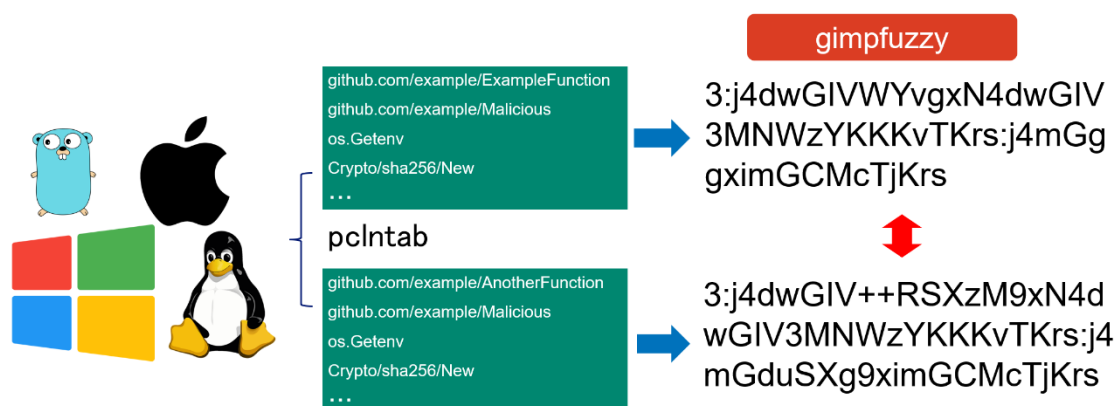 gimpfuzzy
github.com/example/ExampleFunction
github.com/example/Malicious
os.Getenv
Crypto/sha256/New
...
3:j4dwGIVWYvgxN4dwGIV
3MNWzYKKKvTKrs:j4mGg
gximGCMcTjKrs
pclntab
github.com/example/AnotherFunction
github.com/example/Malicious
os.Getenv
Crypto/sha256/New
...
3:j4dwGIV++RSXzM9xN4d
wGIV3MNWzYKKKvTKrs:j4
mGduSXg9ximGCMcTjKrs